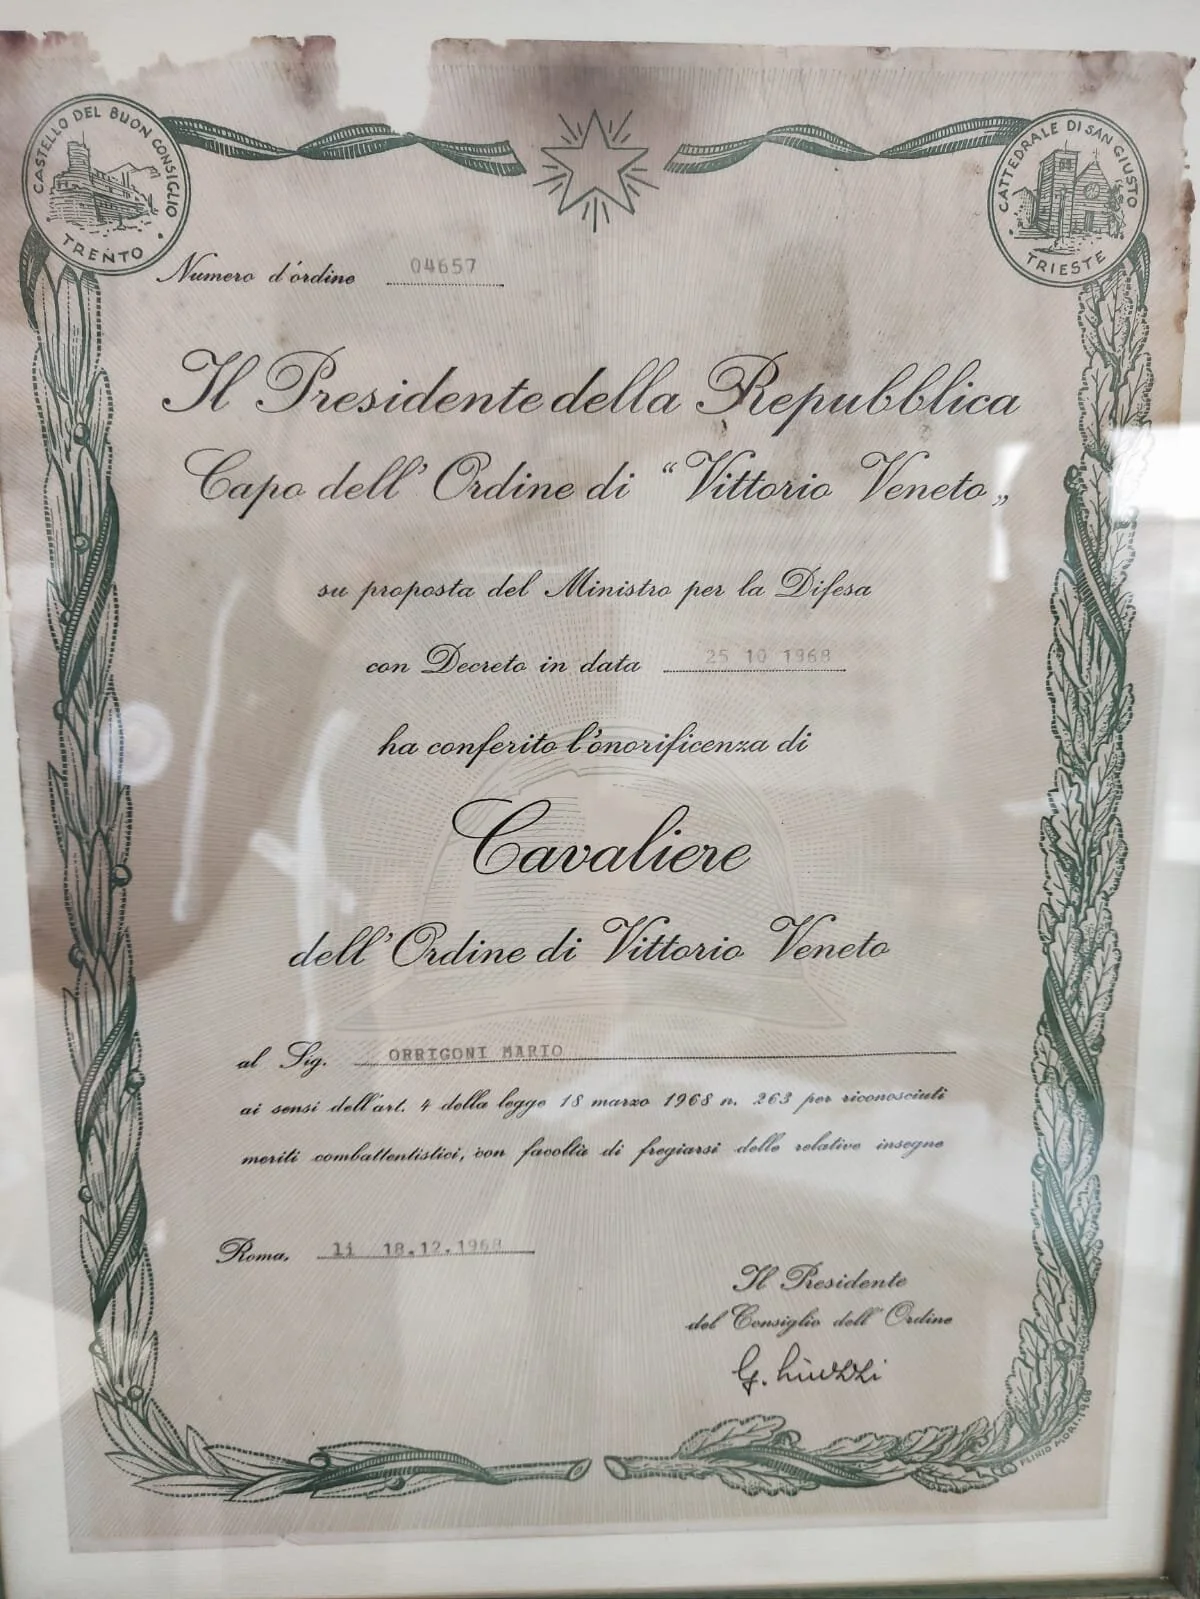 CASTELLO DEL BUON CONSIGLIO
TRENTO
CATTEDRALE DI SAN GIUSTO
TRIESTE
Numero d'ordine 04657
Il Presidente della Repubblica
Capo dell'Ordine di "Vittorio Veneto„
su proposta del Ministro per la Difesa
con Decreto in data 25 10 1968
ha conferito l'onorificenza di
Cavaliere
dell'Ordine di Vittorio Veneto
al Sig. ORRIGONI MARIO
ai sensi dell'art. 4 della legge 18 marzo 1968 n. 263 per riconosciuti
meriti combattentistici, con facoltà di fregiarsi delle relative insegne
Roma, li 18.12.1968
Il Presidente
del Consiglio dell'Ordine
G. Liuzzi
PLINIO MORI·1968